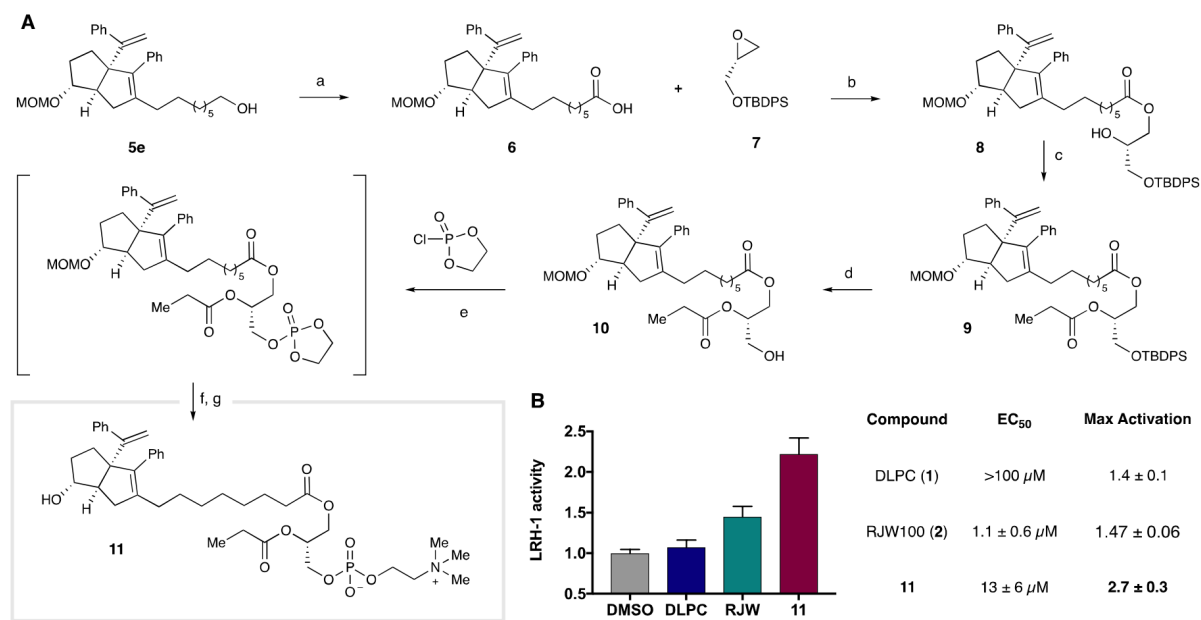 A
Ph
Ph
MOMO
H
5
OH
5e
a
Ph
Ph
MOMO
H
5
O
OH
6
+
O
OTBDPS
7
b
Ph
Ph
MOMO
H
5
O
O
HO
OTBDPS
8
c
Ph
Ph
MOMO
H
5
O
O
O
Me
O
O
P
O
O
O
e
O
Cl
P
O
O
Ph
Ph
MOMO
H
5
O
O
O
Me
O
OH
10
d
Ph
Ph
MOMO
H
5
O
O
O
Me
O
OTBDPS
9
f, g
Ph
Ph
HO
H
O
O
O
Me
O
O
O
P
O
O−
N
+
Me
Me
Me
11
B
LRH-1 activity
2.5
2.0
1.5
1.0
0.5
DMSO DLPC RJW 11
Compound EC50 Max Activation
DLPC (1) >100 µM 1.4 ± 0.1
RJW100 (2) 1.1 ± 0.6 µM 1.47 ± 0.06
11 13 ± 6 µM 2.7 ± 0.3